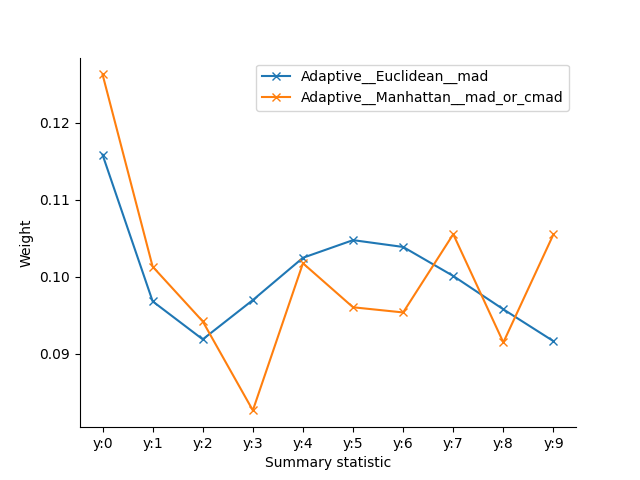 Adaptive__Euclidean__mad
Adaptive__Manhattan__mad_or_cmad
Weight
0.12
0.11
0.10
0.09
y:0 y:1 y:2 y:3 y:4 y:5 y:6 y:7 y:8 y:9
Summary statistic